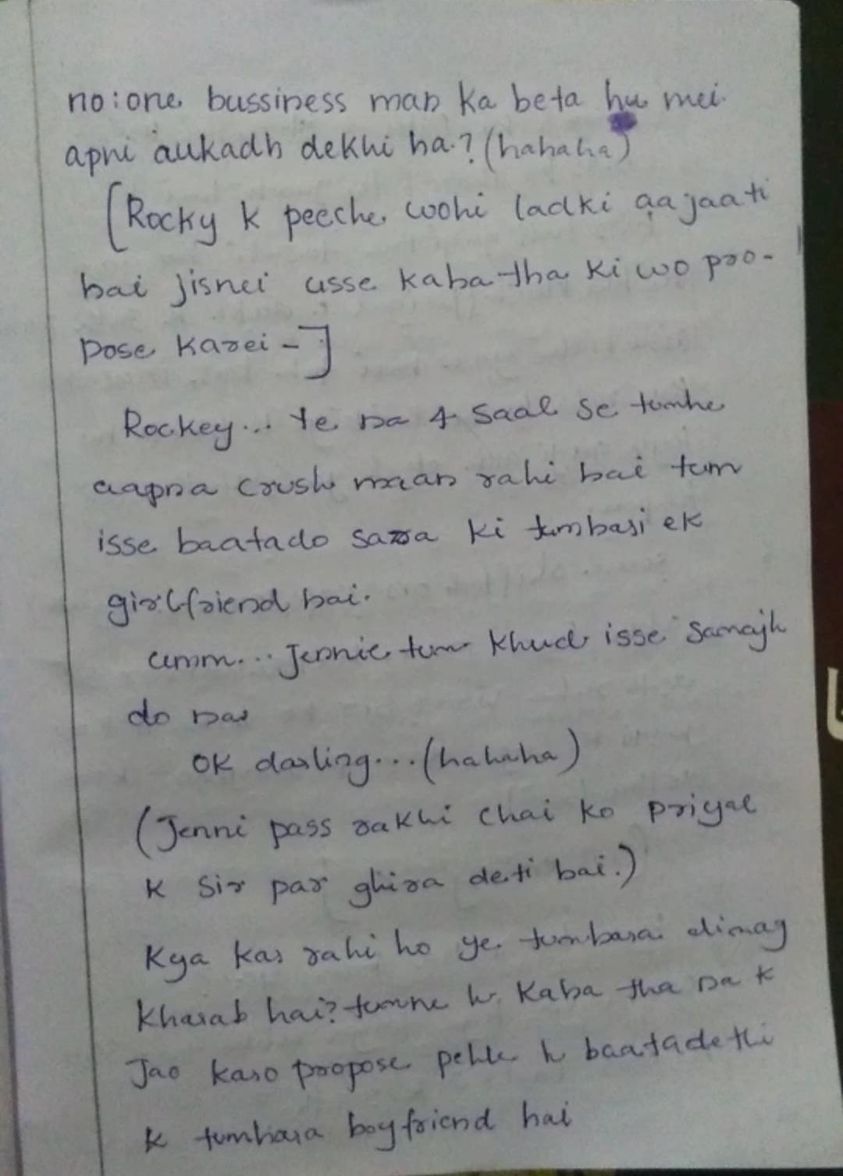 no:one bussiness man ka beta hu mei
apni aukadh dekhi ha? (hahaha)
[Rocky k peeche wohi ladki aajaati
hai jisnei usse kaha tha ki wo pro-
pose karei -]
Rockey... Ye na 4 saal se tumhe
aapna crush maan rahi hai tum
isse baatado zara ki tumhari ek
girlfriend hai.
umm... Jennie tum khud isse samajh
do na
OK darling... (hahaha)
(Jenni pass rakhi chai ko priyal
k sir par ghira deti hai.)
Kya kar rahi ho ye tumhara dimag
kharab hai? tumne h kaha tha na k
Jao karo propose pehle h baatadethi
k tumhara boyfriend hai